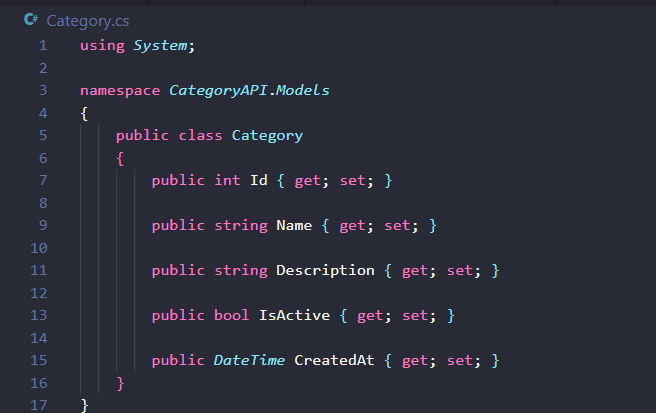 C# Category.cs
1 using System;
2
3 namespace CategoryAPI.Models
4 {
5 public class Category
6 {
7 public int Id { get; set; }
8
9 public string Name { get; set; }
10
11 public string Description { get; set; }
12
13 public bool IsActive { get; set; }
14
15 public DateTime CreatedAt { get; set; }
16 }
17 }